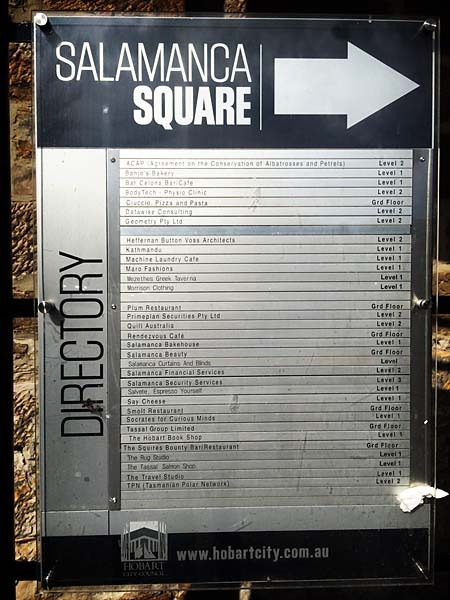 SALAMANCA
SQUARE
DIRECTORY
ACAP (Agreement on the Conservation of Albatrosses and Petrels) Level 2
Banjo's Bakery Level 1
Bar Celona Bar/Cafe Level 1
BodyTech - Physio Clinic Level 2
Ciuccio, Pizza and Pasta Grd Floor
Datawise Consulting Level 2
Geometry Pty Ltd Level 2
Heffernan Button Voss Architects Level 2
Kathmandu Level 1
Machine Laundry Cafe Level 1
Maro Fashions Level 1
Mezethes Greek Taverna Level 1
Morrison Clothing Level 1
Plum Restaurant Grd Floor
Primeplan Securities Pty Ltd Level 2
Quill Australia Level 2
Rendezvous Café Grd Floor
Salamanca Bakehouse Level 1
Salamanca Beauty Grd Floor
Salamanca Curtains And Blinds Level
Salamanca Financial Services Level 2
Salamanca Security Services Level 3
Salvete, Espresso Yourself Level 1
Say Cheese Level 1
Smolt Restaurant Grd Floor
Socrates for Curious Minds Level 1
Tassal Group Limited Grd Floor
The Hobart Book Shop Level 1
The Squires Bounty Bar/Restaurant Grd Floor
The Rug Studio Level 1
The Tassal Salmon Shop Level 1
The Travel Studio Level 1
TPN (Tasmanian Polar Network) Level 2
HOBART
CITY COUNCIL
www.hobartcity.com.au